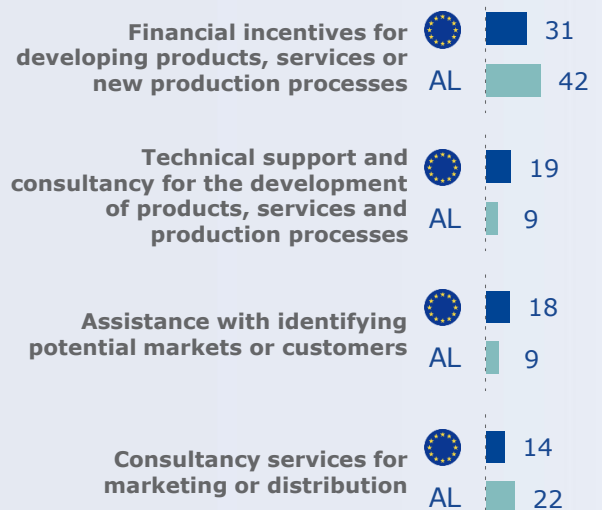 Financial incentives for
developing products, services or
new production processes
31
AL 42
Technical support and
consultancy for the development
of products, services and
production processes
19
AL 9
Assistance with identifying
potential markets or customers
18
AL 9
Consultancy services for
marketing or distribution
14
AL 22